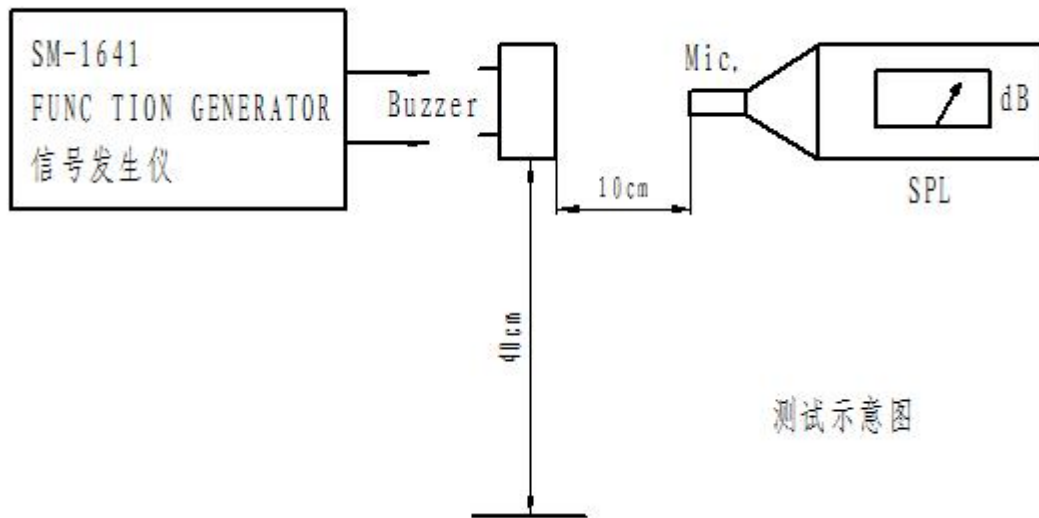 SM-1641
FUNC TION GENERATOR
信号发生仪
Buzzer
Mic.
dB
SPL
10cm
40cm
测试示意图